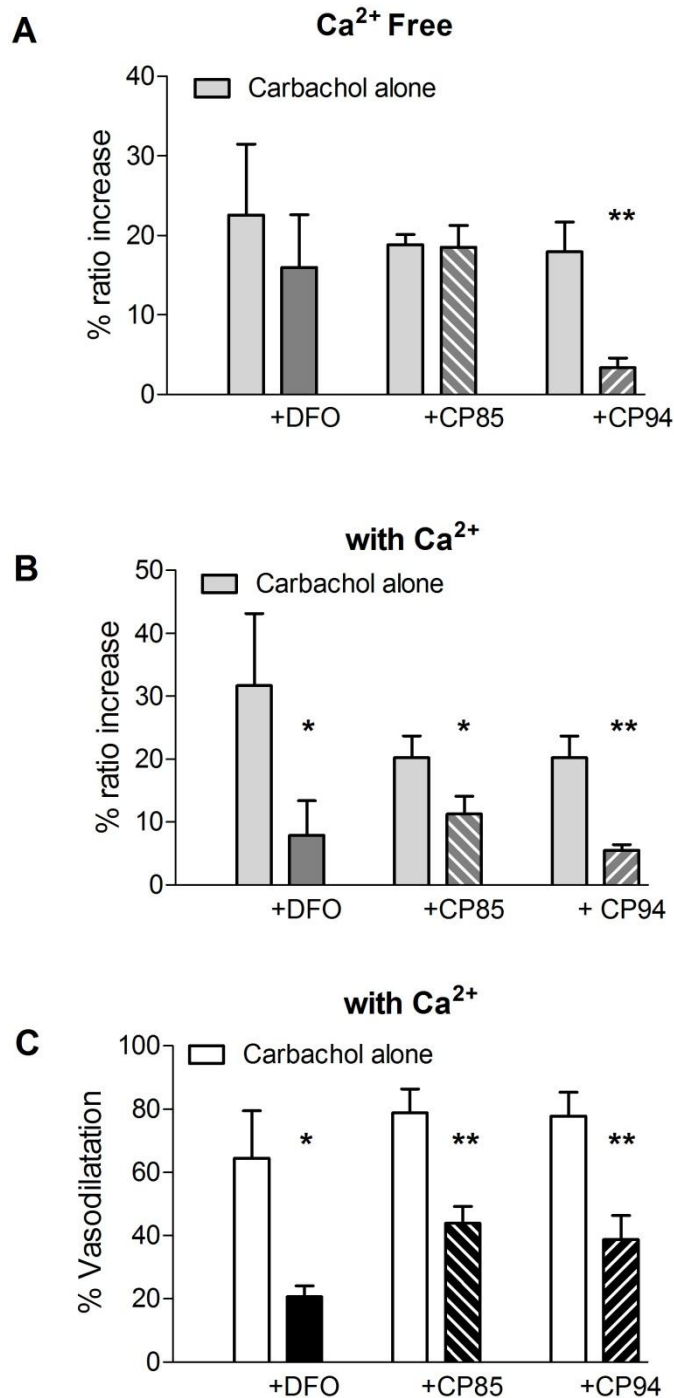 A
Ca²⁺ Free
40
Carbachol alone
30
20
10
0
% ratio increase
**
+DFO
+CP85
+CP94
B
with Ca²⁺
50
Carbachol alone
40
30
20
10
0
% ratio increase
*
*
**
+DFO
+CP85
+ CP94
C
with Ca²⁺
100
Carbachol alone
80
60
40
20
0
% Vasodilatation
*
**
**
+DFO
+CP85
+CP94